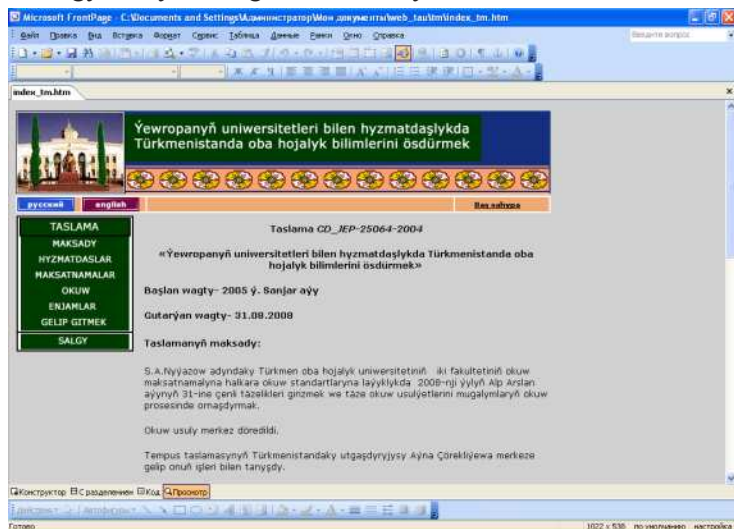 Microsoft FrontPage - C:\Documents and Settings\Администратор\Мои документы\web_tau\tm\index_tm.htm
Файл Правка Вид Вставка Формат Сервис Таблица Данные Рамки Окно Справка
Введите вопрос
index_tm.htm
Ýewropanyň uniwersitetleri bilen hyzmatdaşlykda
Türkmenistanda oba hojalyk bilimlerini ösdürmek
русский english
Baş sahypa
TASLAMA
MAKSADY
HYZMATDAŞLAR
MAKSATNAMALAR
OKUW
ENJAMLAR
GELIP GITMEK
SALGY
Taslama CD_JEP-25064-2004
«Ýewropanyň uniwersitetleri bilen hyzmatdaşlykda Türkmenistanda oba
hojalyk bilimlerini ösdürmek»
Başlan wagty- 2005 ý. Sanjar aýy
Gutarýan wagty- 31.08.2008
Taslamanyň maksady:
S.A.Nyýazow adyndaky Türkmen oba hojalyk uniwersitetiniň iki fakultetiniň okuw
maksatnamalyna halkara okuw standartlaryna laýyklykda 2008-nji ýylyň Alp Arslan
aýynyň 31-ine çenli täzelikleri girizmek we täze okuw usulýetlerini mugalymlaryň okuw
prosesinde ornaşdyrmak.
Okuw usuly merkez döredildi.
Tempus taslamasynyň Türkmenistandaky utgaşdyryjysy Aýna Çörekliýewa merkeze
gelip onuň işleri bilen tanyşdy.
Конструктор С разделением Код Просмотр
Действия Автофигуры
Готово
1022 x 536 по умолчанию настройка